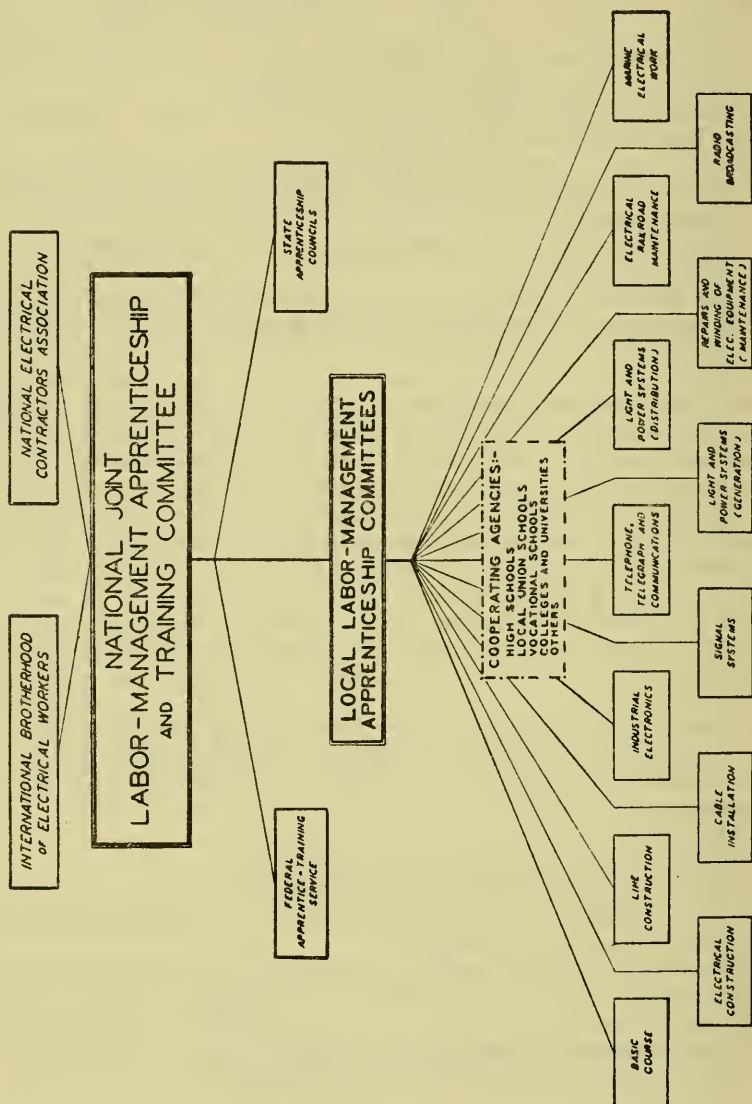 INTERNATIONAL BROTHERHOOD
OF ELECTRICAL WORKERS
NATIONAL ELECTRICAL
CONTRACTORS ASSOCIATION
NATIONAL JOINT
LABOR-MANAGEMENT APPRENTICESHIP
AND TRAINING COMMITTEE
FEDERAL
APPRENTICE-TRAINING
SERVICE
STATE
APPRENTICESHIP
COUNCILS
LOCAL LABOR-MANAGEMENT
APPRENTICESHIP COMMITTEES
COOPERATING AGENCIES:-
HIGH SCHOOLS
LOCAL UNION SCHOOLS
VOCATIONAL SCHOOLS
COLLEGES AND UNIVERSITIES
OTHERS
BASIC
COURSE
LINE
CONSTRUCTION
INDUSTRIAL
ELECTRONICS
TELEPHONE,
TELEGRAPH AND
COMMUNICATIONS
LIGHT AND
POWER SYSTEMS
(DISTRIBUTION)
ELECTRICAL
RAILROAD
MAINTENANCE
MARINE
ELECTRICAL
WORK
ELECTRICAL
CONSTRUCTION
CABLE
INSTALLATION
SIGNAL
SYSTEMS
LIGHT AND
POWER SYSTEMS
(GENERATION)
REPAIRS AND
WINDING OF
ELEC. EQUIPMENT
(MAINTENANCE)
RADIO
BROADCASTING